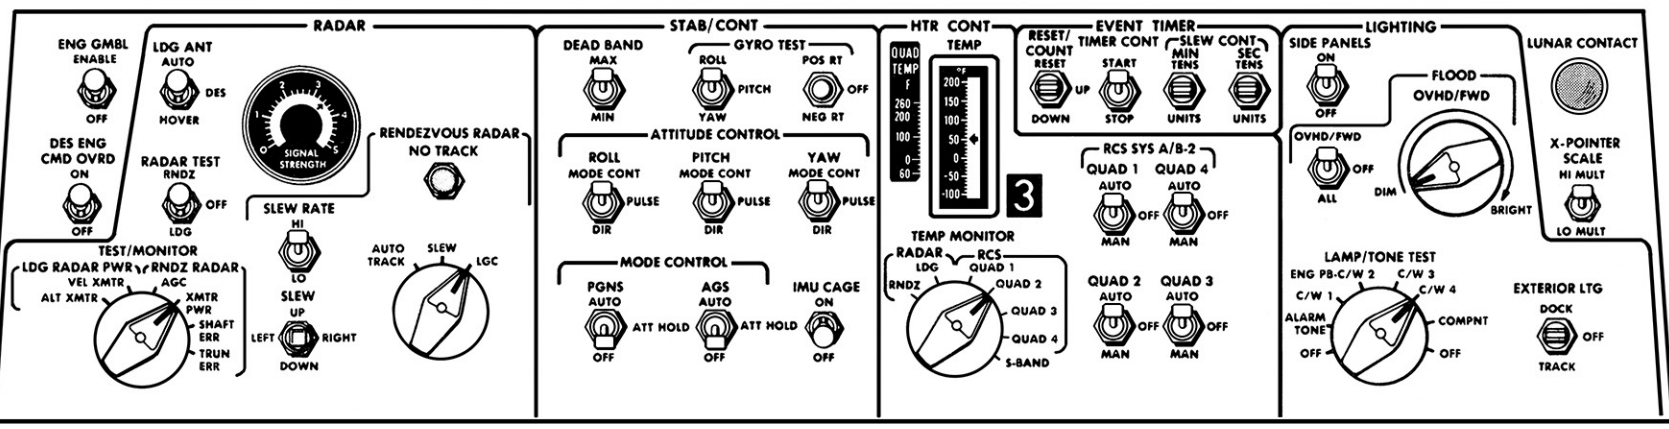 RADAR
ENG GMBL
ENABLE
OFF
LDG ANT
AUTO
DES
HOVER
2 3
1 4
0 5
SIGNAL
STRENGTH
DES ENG
CMD OVRD
ON
OFF
RADAR TEST
RNDZ
OFF
LDG
RENDEZVOUS RADAR
NO TRACK
SLEW RATE
HI
LO
TEST/MONITOR
LDG RADAR PWR RNDZ RADAR
VEL XMTR AGC
ALT XMTR XMTR
PWR
SHAFT
ERR
TRUN
ERR
SLEW
UP
LEFT RIGHT
DOWN
AUTO
TRACK
SLEW
LGC
STAB/CONT
DEAD BAND
MAX
MIN
GYRO TEST
ROLL POS RT
PITCH OFF
YAW NEG RT
ATTITUDE CONTROL
ROLL PITCH YAW
MODE CONT MODE CONT MODE CONT
PULSE PULSE PULSE
DIR DIR DIR
MODE CONTROL
PGNS AGS IMU CAGE
AUTO AUTO ON
ATT HOLD ATT HOLD
OFF OFF OFF
HTR CONT
TEMP
QUAD
TEMP
F
260
200
100
0
60
°F
200
150
100
50
0
-50
-100
3
TEMP MONITOR
RADAR RCS
LDG QUAD 1
RNDZ QUAD 2
QUAD 3
QUAD 4
S-BAND
EVENT TIMER
RESET/
COUNT
RESET
UP
DOWN
TIMER CONT
START
STOP
SLEW CONT
MIN SEC
TENS TENS
UNITS UNITS
RCS SYS A/B-2
QUAD 1 QUAD 4
AUTO AUTO
OFF OFF
MAN MAN
QUAD 2 QUAD 3
AUTO AUTO
OFF OFF
MAN MAN
LIGHTING
SIDE PANELS
ON
OFF
FLOOD
OVHD/FWD
DIM
BRIGHT
OVHD/FWD
OFF
ALL
LAMP/TONE TEST
ENG PB-C/W 2 C/W 3
C/W 1 C/W 4
ALARM
TONE
COMPNT
OFF OFF
LUNAR CONTACT
X-POINTER
SCALE
HI MULT
LO MULT
EXTERIOR LTG
DOCK
OFF
TRACK